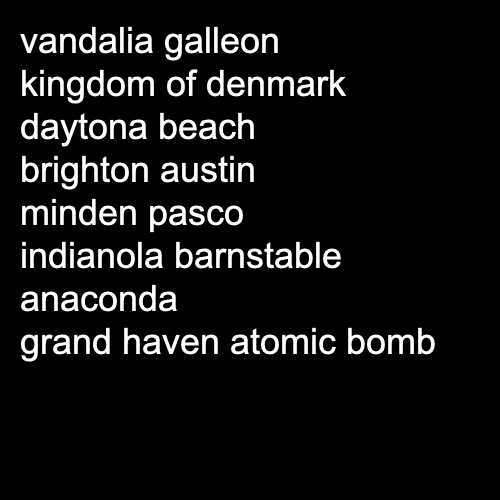 vandalia galleon
kingdom of denmark
daytona beach
brighton austin
minden pasco
indianola barnstable
anaconda
grand haven atomic bomb